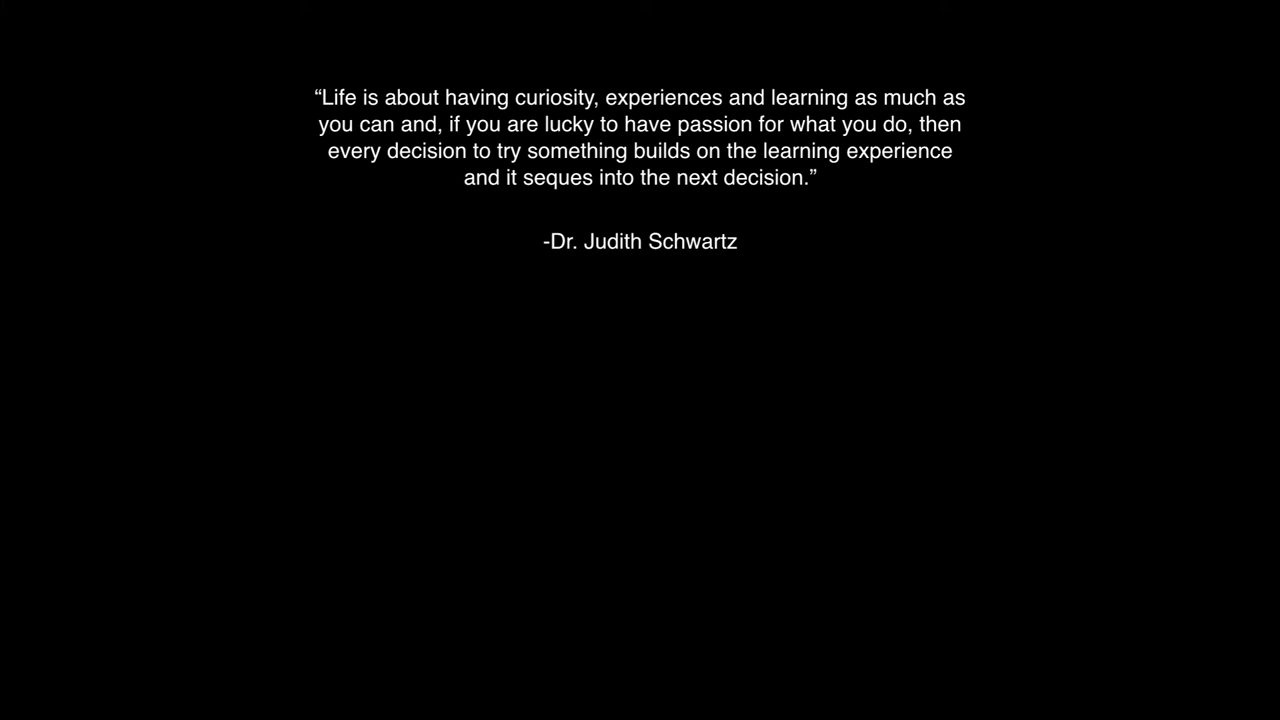 “Life is about having curiosity, experiences and learning as much as
you can and, if you are lucky to have passion for what you do, then
every decision to try something builds on the learning experience
and it seques into the next decision.”
-Dr. Judith Schwartz